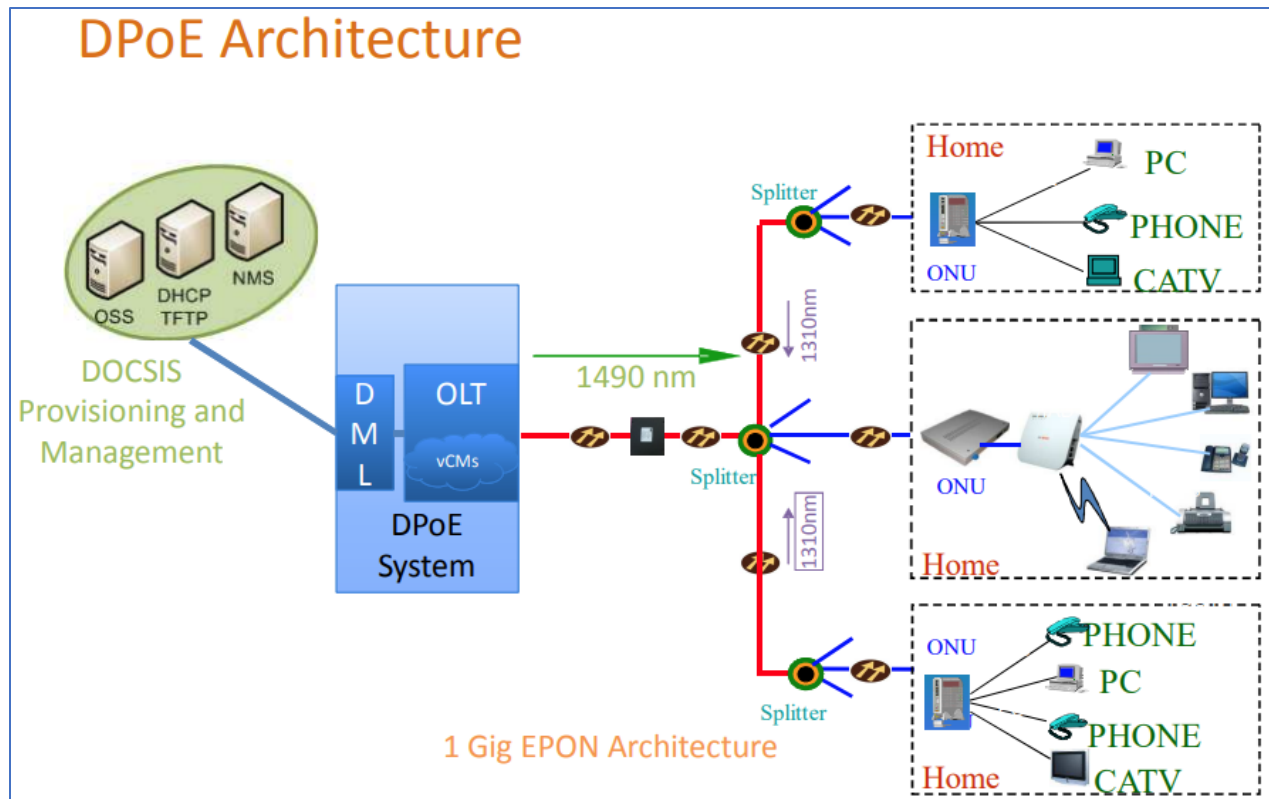 DPoE Architecture
OSS
DHCP
TFTP
NMS
DOCSIS
Provisioning and
Management
D
M
L
OLT
vCMs
DPoE
System
1490 nm
Splitter
1310nm
Splitter
1310nm
Splitter
1 Gig EPON Architecture
Home
PC
PHONE
ONU
CATV
ONU
Home
ONU
PHONE
PC
PHONE
Home
CATV